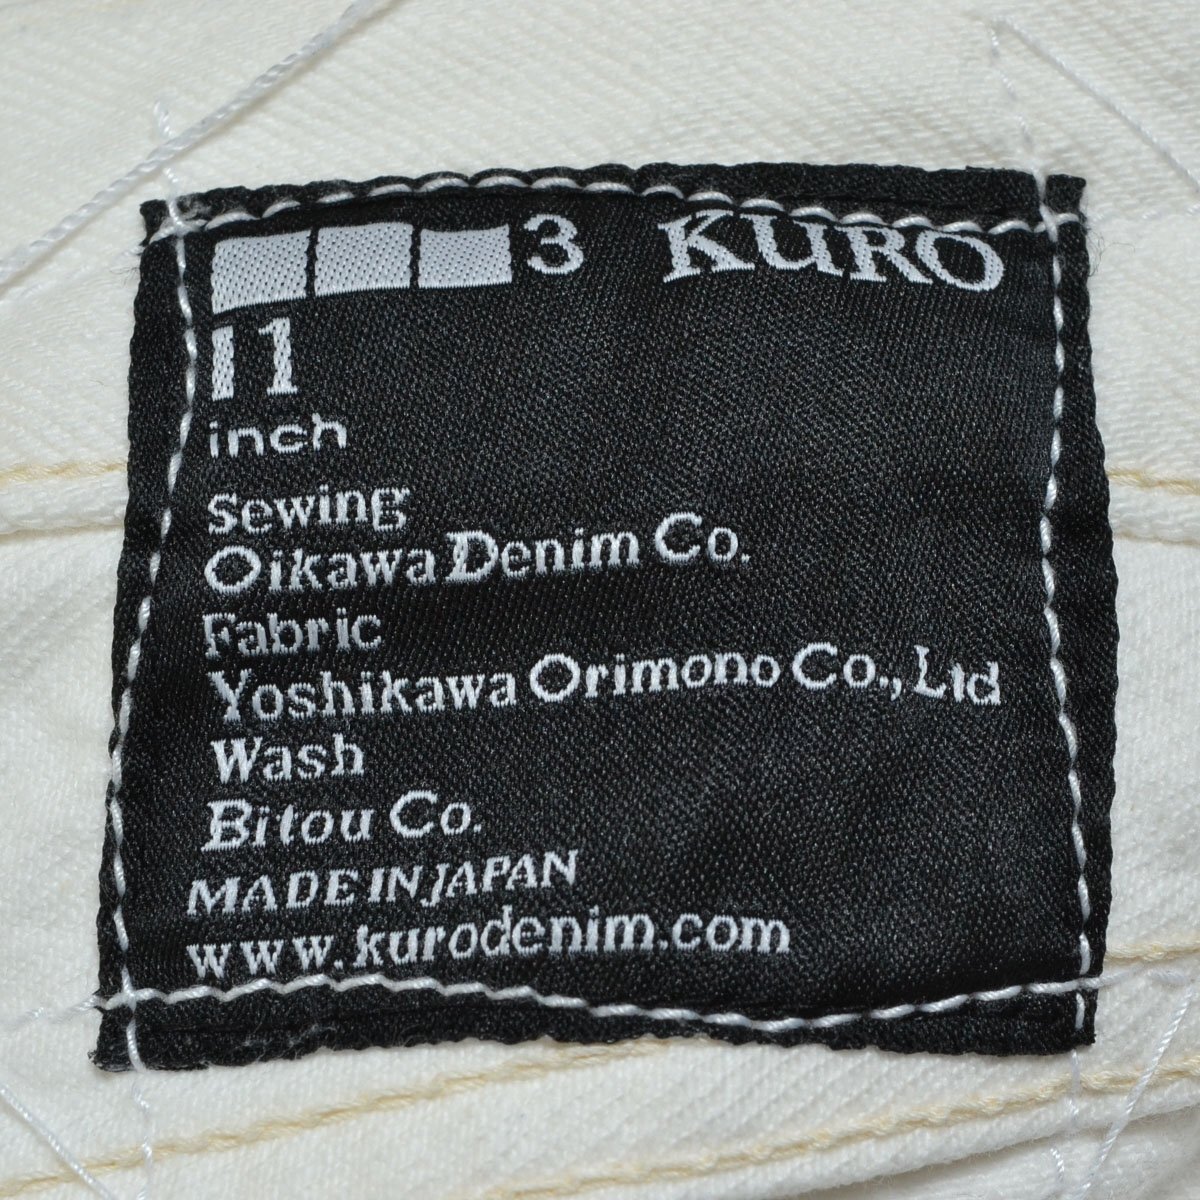 3 KURO
1
inch
Sewing
Oikawa Denim Co.
Fabric
Yoshikawa Orimono Co., Ltd
Wash
Bitou Co.
MADE IN JAPAN
www.kurodenim.com